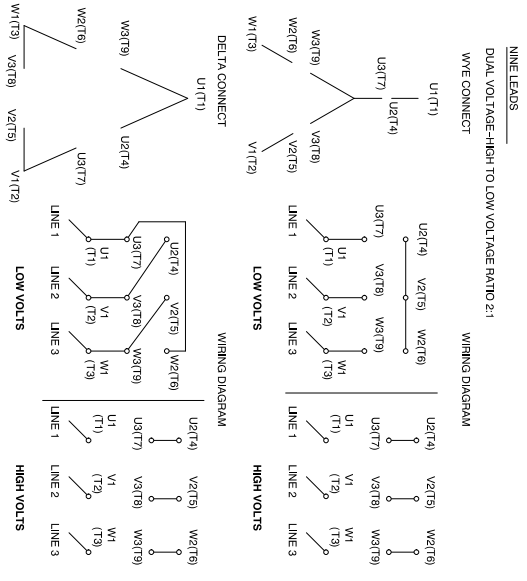 NINE LEADS
DUAL VOLTAGE-HIGH TO LOW VOLTAGE RATIO 2:1
WYE CONNECT
U1(T1)
U2(T4)
U3(T7)
W3(T9)
W2(T6)
W1(T3)
V3(T8)
V2(T5)
V1(T2)
WIRING DIAGRAM
U2(T4) V2(T5) W2(T6)
U3(T7) V3(T8) W3(T9)
U1 V1 W1
(T1) (T2) (T3)
LINE 1 LINE 2 LINE 3
LOW VOLTS
U2(T4) V2(T5) W2(T6)
U3(T7) V3(T8) W3(T9)
U1 V1 W1
(T1) (T2) (T3)
LINE 1 LINE 2 LINE 3
HIGH VOLTS
DELTA CONNECT
U1(T1)
W3(T9)
U2(T4)
W2(T6)
U3(T7)
W1(T3)
V3(T8)
V2(T5)
V1(T2)
WIRING DIAGRAM
U2(T4) V2(T5) W2(T6)
U3(T7) V3(T8) W3(T9)
U1 V1 W1
(T1) (T2) (T3)
LINE 1 LINE 2 LINE 3
LOW VOLTS
U2(T4) V2(T5) W2(T6)
U3(T7) V3(T8) W3(T9)
U1 V1 W1
(T1) (T2) (T3)
LINE 1 LINE 2 LINE 3
HIGH VOLTS